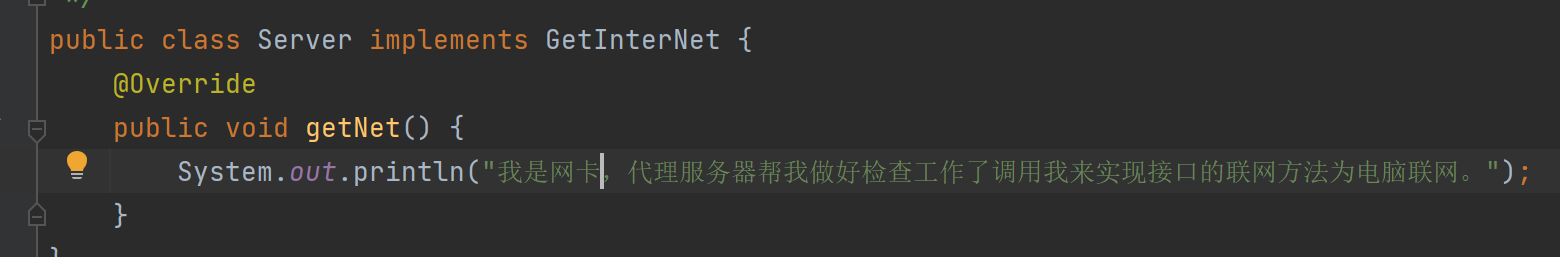 */
public class Server implements GetInterNet {
@Override
public void getNet() {
System.out.println("我是网卡，代理服务器帮我做好检查工作了调用我来实现接口的联网方法为电脑联网。");
}
}